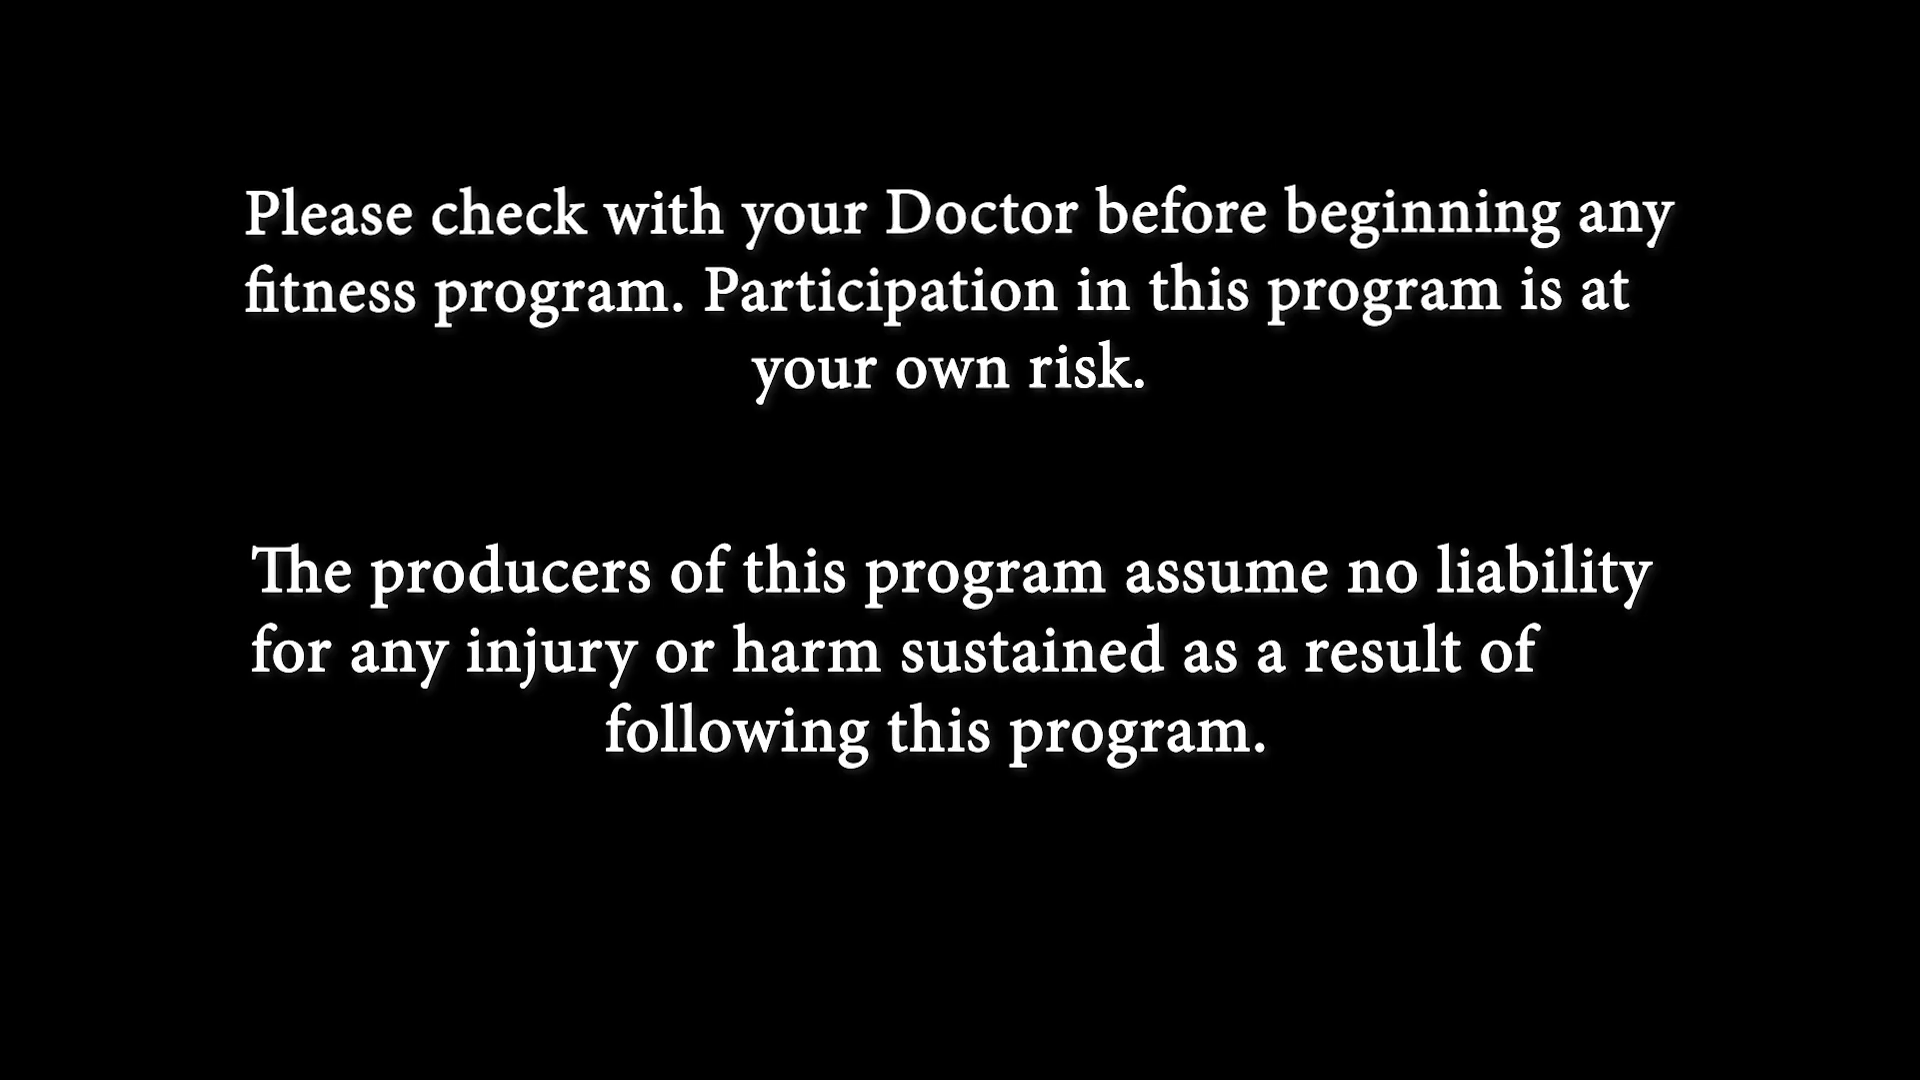 Please check with your Doctor before beginning any
fitness program. Participation in this program is at
your own risk.
The producers of this program assume no liability
for any injury or harm sustained as a result of
following this program.